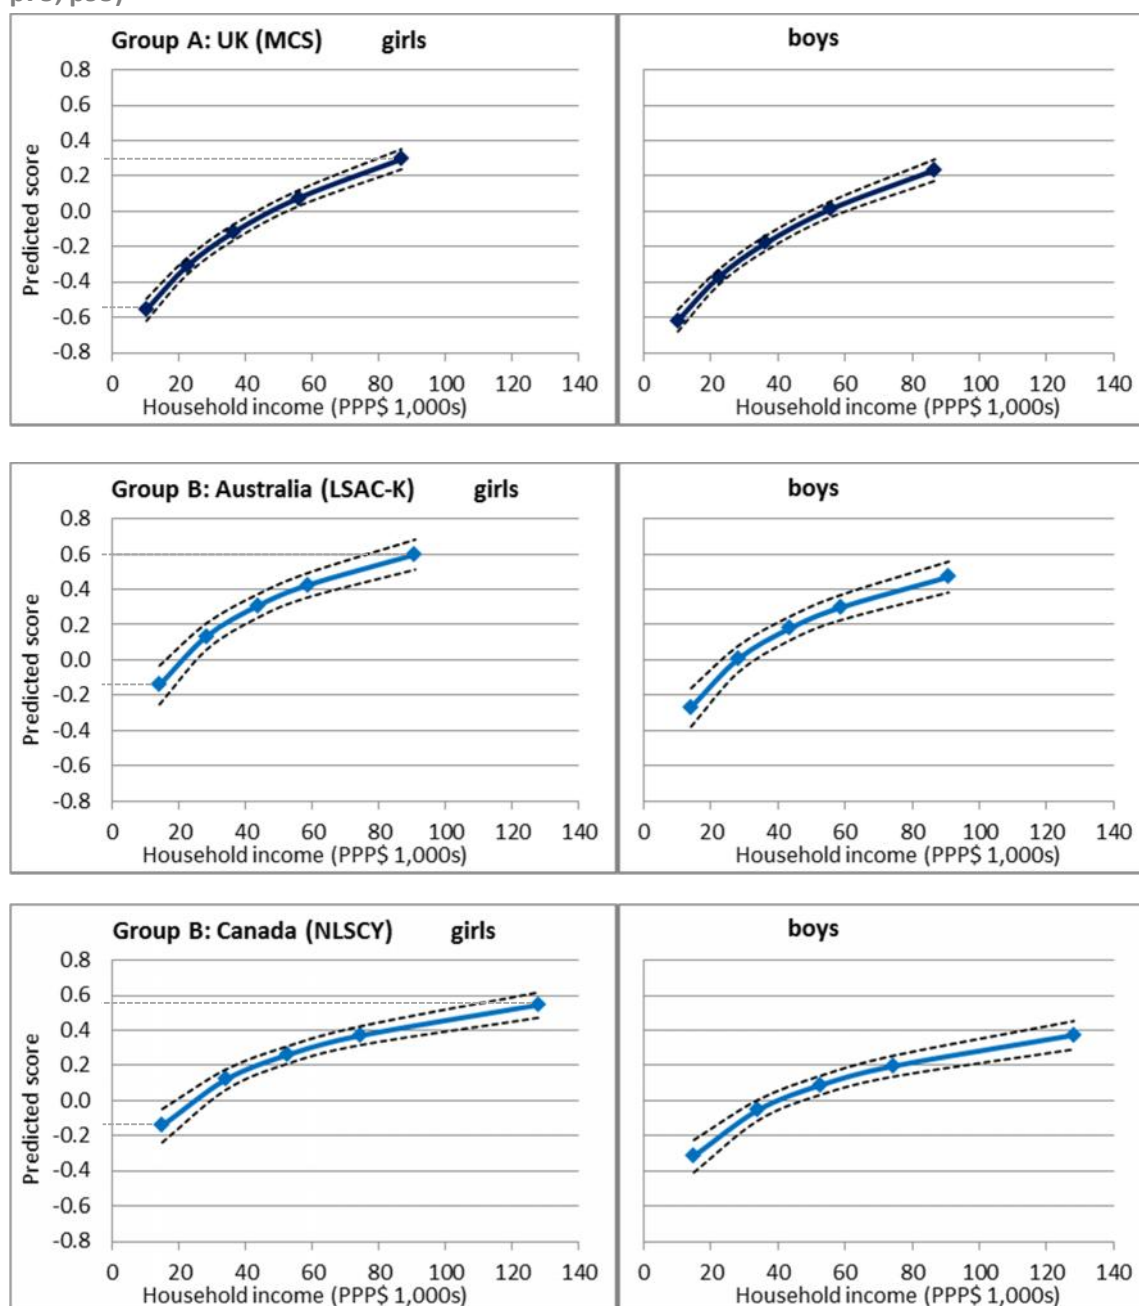 Group A: UK (MCS) girls boys
0.8 0.6 0.4 0.2 0.0 -0.2 -0.4 -0.6 -0.8
Predicted score
0 20 40 60 80 100 120 140 0 20 40 60 80 100 120 140
Household income (PPP$ 1,000s) Household income (PPP$ 1,000s)
Group B: Australia (LSAC-K) girls boys
0.8 0.6 0.4 0.2 0.0 -0.2 -0.4 -0.6 -0.8
Predicted score
0 20 40 60 80 100 120 140 0 20 40 60 80 100 120 140
Household income (PPP$ 1,000s) Household income (PPP$ 1,000s)
Group B: Canada (NLSCY) girls boys
0.8 0.6 0.4 0.2 0.0 -0.2 -0.4 -0.6 -0.8
Predicted score
0 20 40 60 80 100 120 140 0 20 40 60 80 100 120 140
Household income (PPP$ 1,000s) Household income (PPP$ 1,000s)